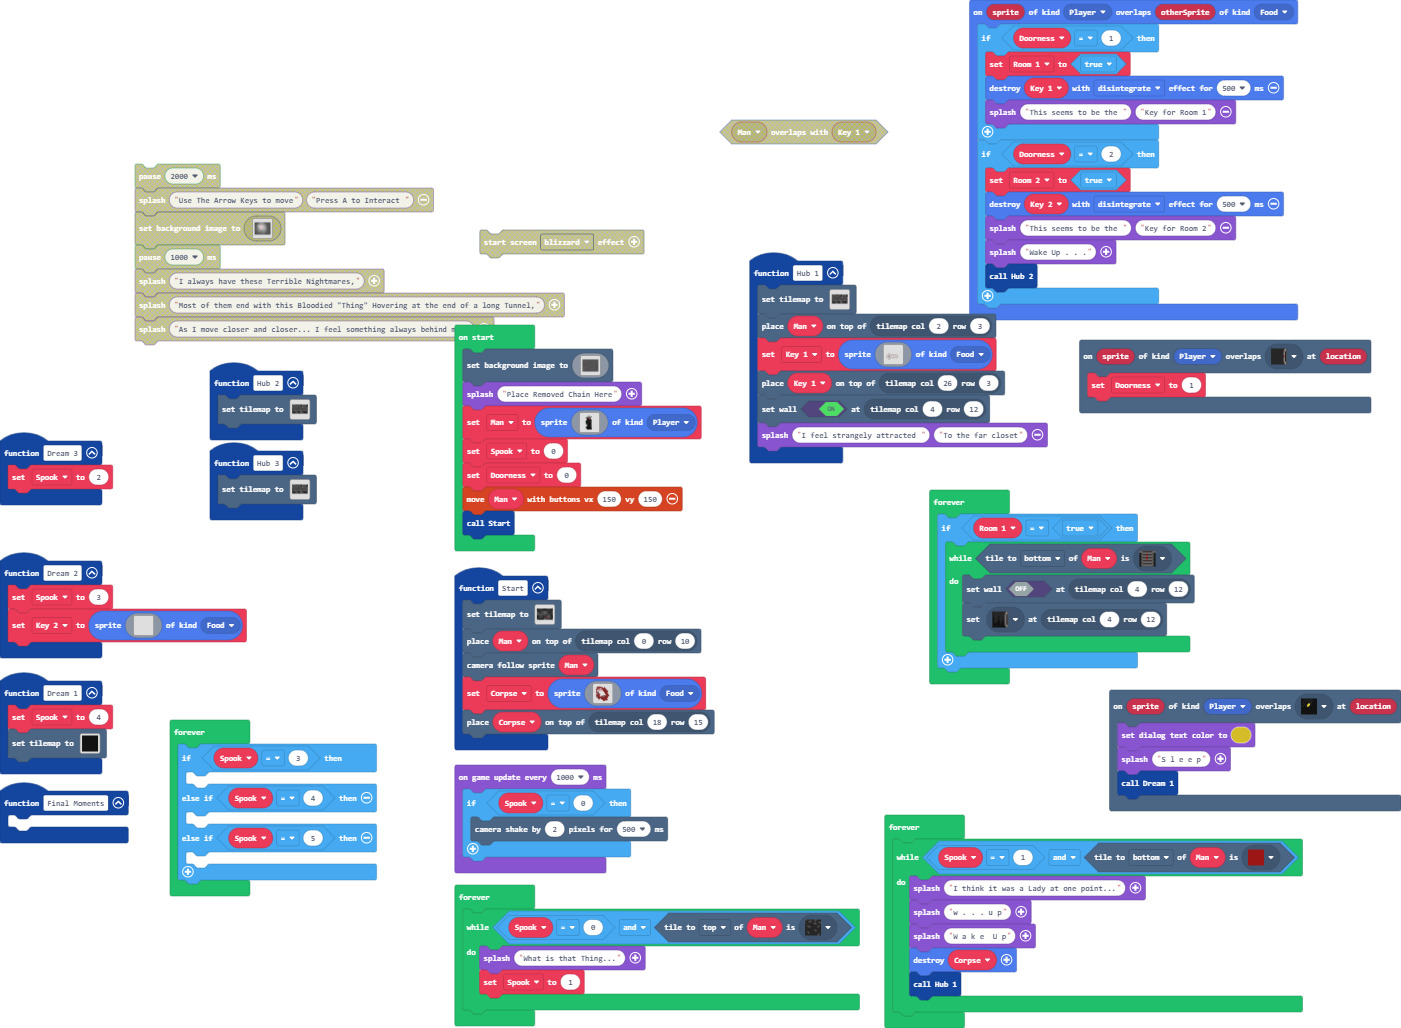 on sprite of kind Player overlaps otherSprite of kind Food
if Doorness = 1 then
set Room 1 to true
destroy Key 1 with disintegrate effect for 500 ms
splash "This seems to be the " "Key for Room 1"
if Doorness = 2 then
set Room 2 to true
destroy Key 2 with disintegrate effect for 500 ms
splash "This seems to be the " "Key for Room 2"
splash "Wake Up . . ."
call Hub 2
Man overlaps with Key 1
pause 2000 ms
splash "Use The Arrow Keys to move" "Press A to Interact "
set background image to
pause 1000 ms
splash "I always have these Terrible Nightmares,"
splash "Most of them end with this Bloodied "Thing" Hovering at the end of a long Tunnel,"
splash "As I move closer and closer... I feel something always behind
start screen blizzard effect
function Hub 1
set tilemap to
place Man on top of tilemap col 2 row 3
set Key 1 to sprite of kind Food
place Key 1 on top of tilemap col 26 row 3
set wall ON at tilemap col 4 row 12
splash "I feel strangely attracted " "To the far closet"
on sprite of kind Player overlaps at location
set Doorness to 1
on start
set background image to
splash "Place Removed Chain Here"
set Man to sprite of kind Player
set Spook to 0
set Doorness to 0
move Man with buttons vx 150 vy 150
call Start
function Hub 2
set tilemap to
function Hub 3
set tilemap to
function Dream 3
set Spook to 2
function Dream 2
set Spook to 3
set Key 2 to sprite of kind Food
function Dream 1
set Spook to 4
set tilemap to
function Final Moments
forever
if Spook = 3 then
else if Spook = 4 then
else if Spook = 5 then
function Start
set tilemap to
place Man on top of tilemap col 0 row 10
camera follow sprite Man
set Corpse to sprite of kind Food
place Corpse on top of tilemap col 18 row 15
on game update every 1000 ms
if Spook = 0 then
camera shake by 2 pixels for 500 ms
forever
while Spook = 0 and tile to top of Man is
do
splash "What is that Thing..."
set Spook to 1
forever
if Room 1 = true then
while tile to bottom of Man is
do
set wall OFF at tilemap col 4 row 12
set at tilemap col 4 row 12
on sprite of kind Player overlaps at location
set dialog text color to
splash "S l e e p"
call Dream 1
forever
while Spook = 1 and tile to bottom of Man is
do
splash "I think it was a Lady at one point..."
splash "w . . . u p"
splash "W a k e  U p"
destroy Corpse
call Hub 1